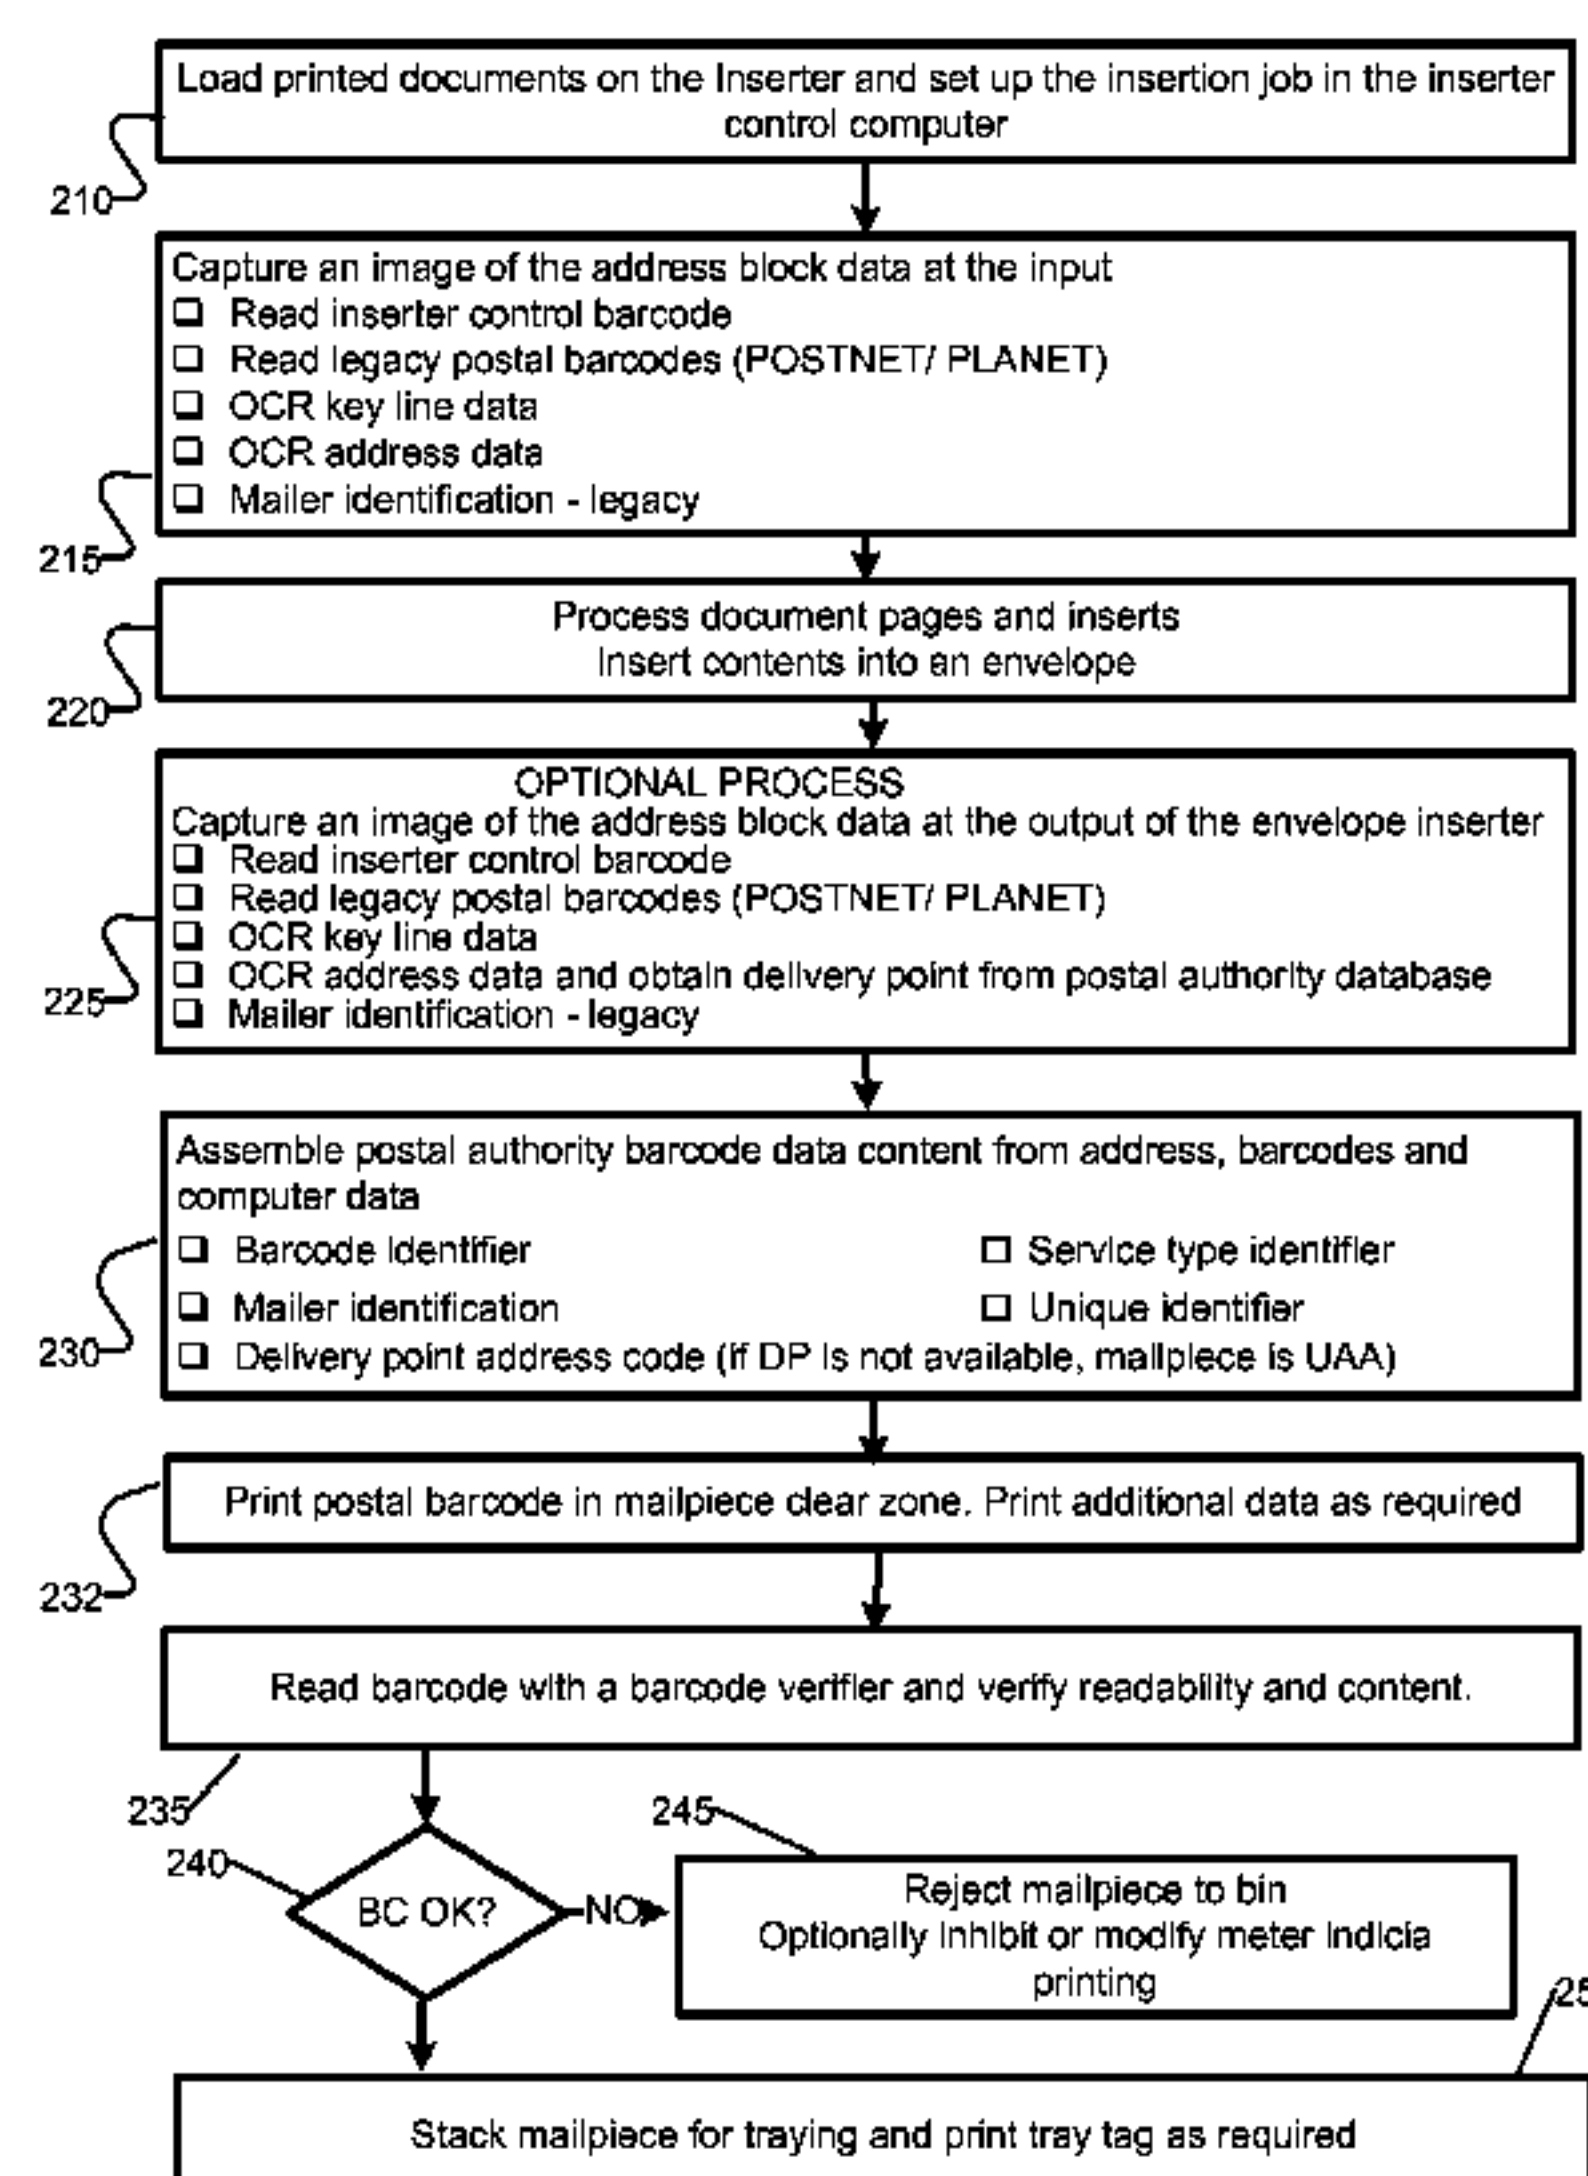 Load printed documents on the Inserter and set up the insertion job in the inserter
control computer
210
Capture an image of the address block data at the input
Read inserter control barcode
Read legacy postal barcodes (POSTNET/ PLANET)
OCR key line data
OCR address data
Mailer identification - legacy
215
Process document pages and inserts
Insert contents into an envelope
220
OPTIONAL PROCESS
Capture an image of the address block data at the output of the envelope inserter
Read inserter control barcode
Read legacy postal barcodes (POSTNET/ PLANET)
OCR key line data
OCR address data and obtain delivery point from postal authority database
Mailer identification - legacy
225
Assemble postal authority barcode data content from address, barcodes and
computer data
Barcode Identifier
Service type identifier
Mailer identification
Unique identifier
Delivery point address code (if DP is not available, mailpiece is UAA)
230
Print postal barcode in mailpiece clear zone. Print additional data as required
232
Read barcode with a barcode verifier and verify readability and content.
235
245
240
BC OK?
NO
Reject mailpiece to bin
Optionally inhibit or modify meter indicia
printing
25
Stack mailpiece for traying and print tray tag as required